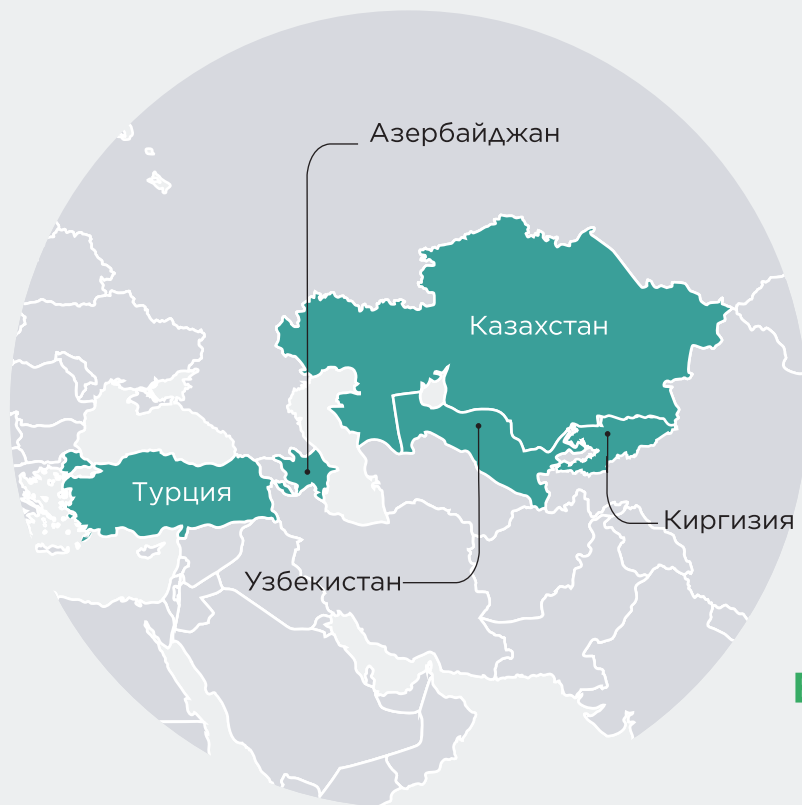 Азербайджан
Казахстан
Турция
Киргизия
Узбекистан